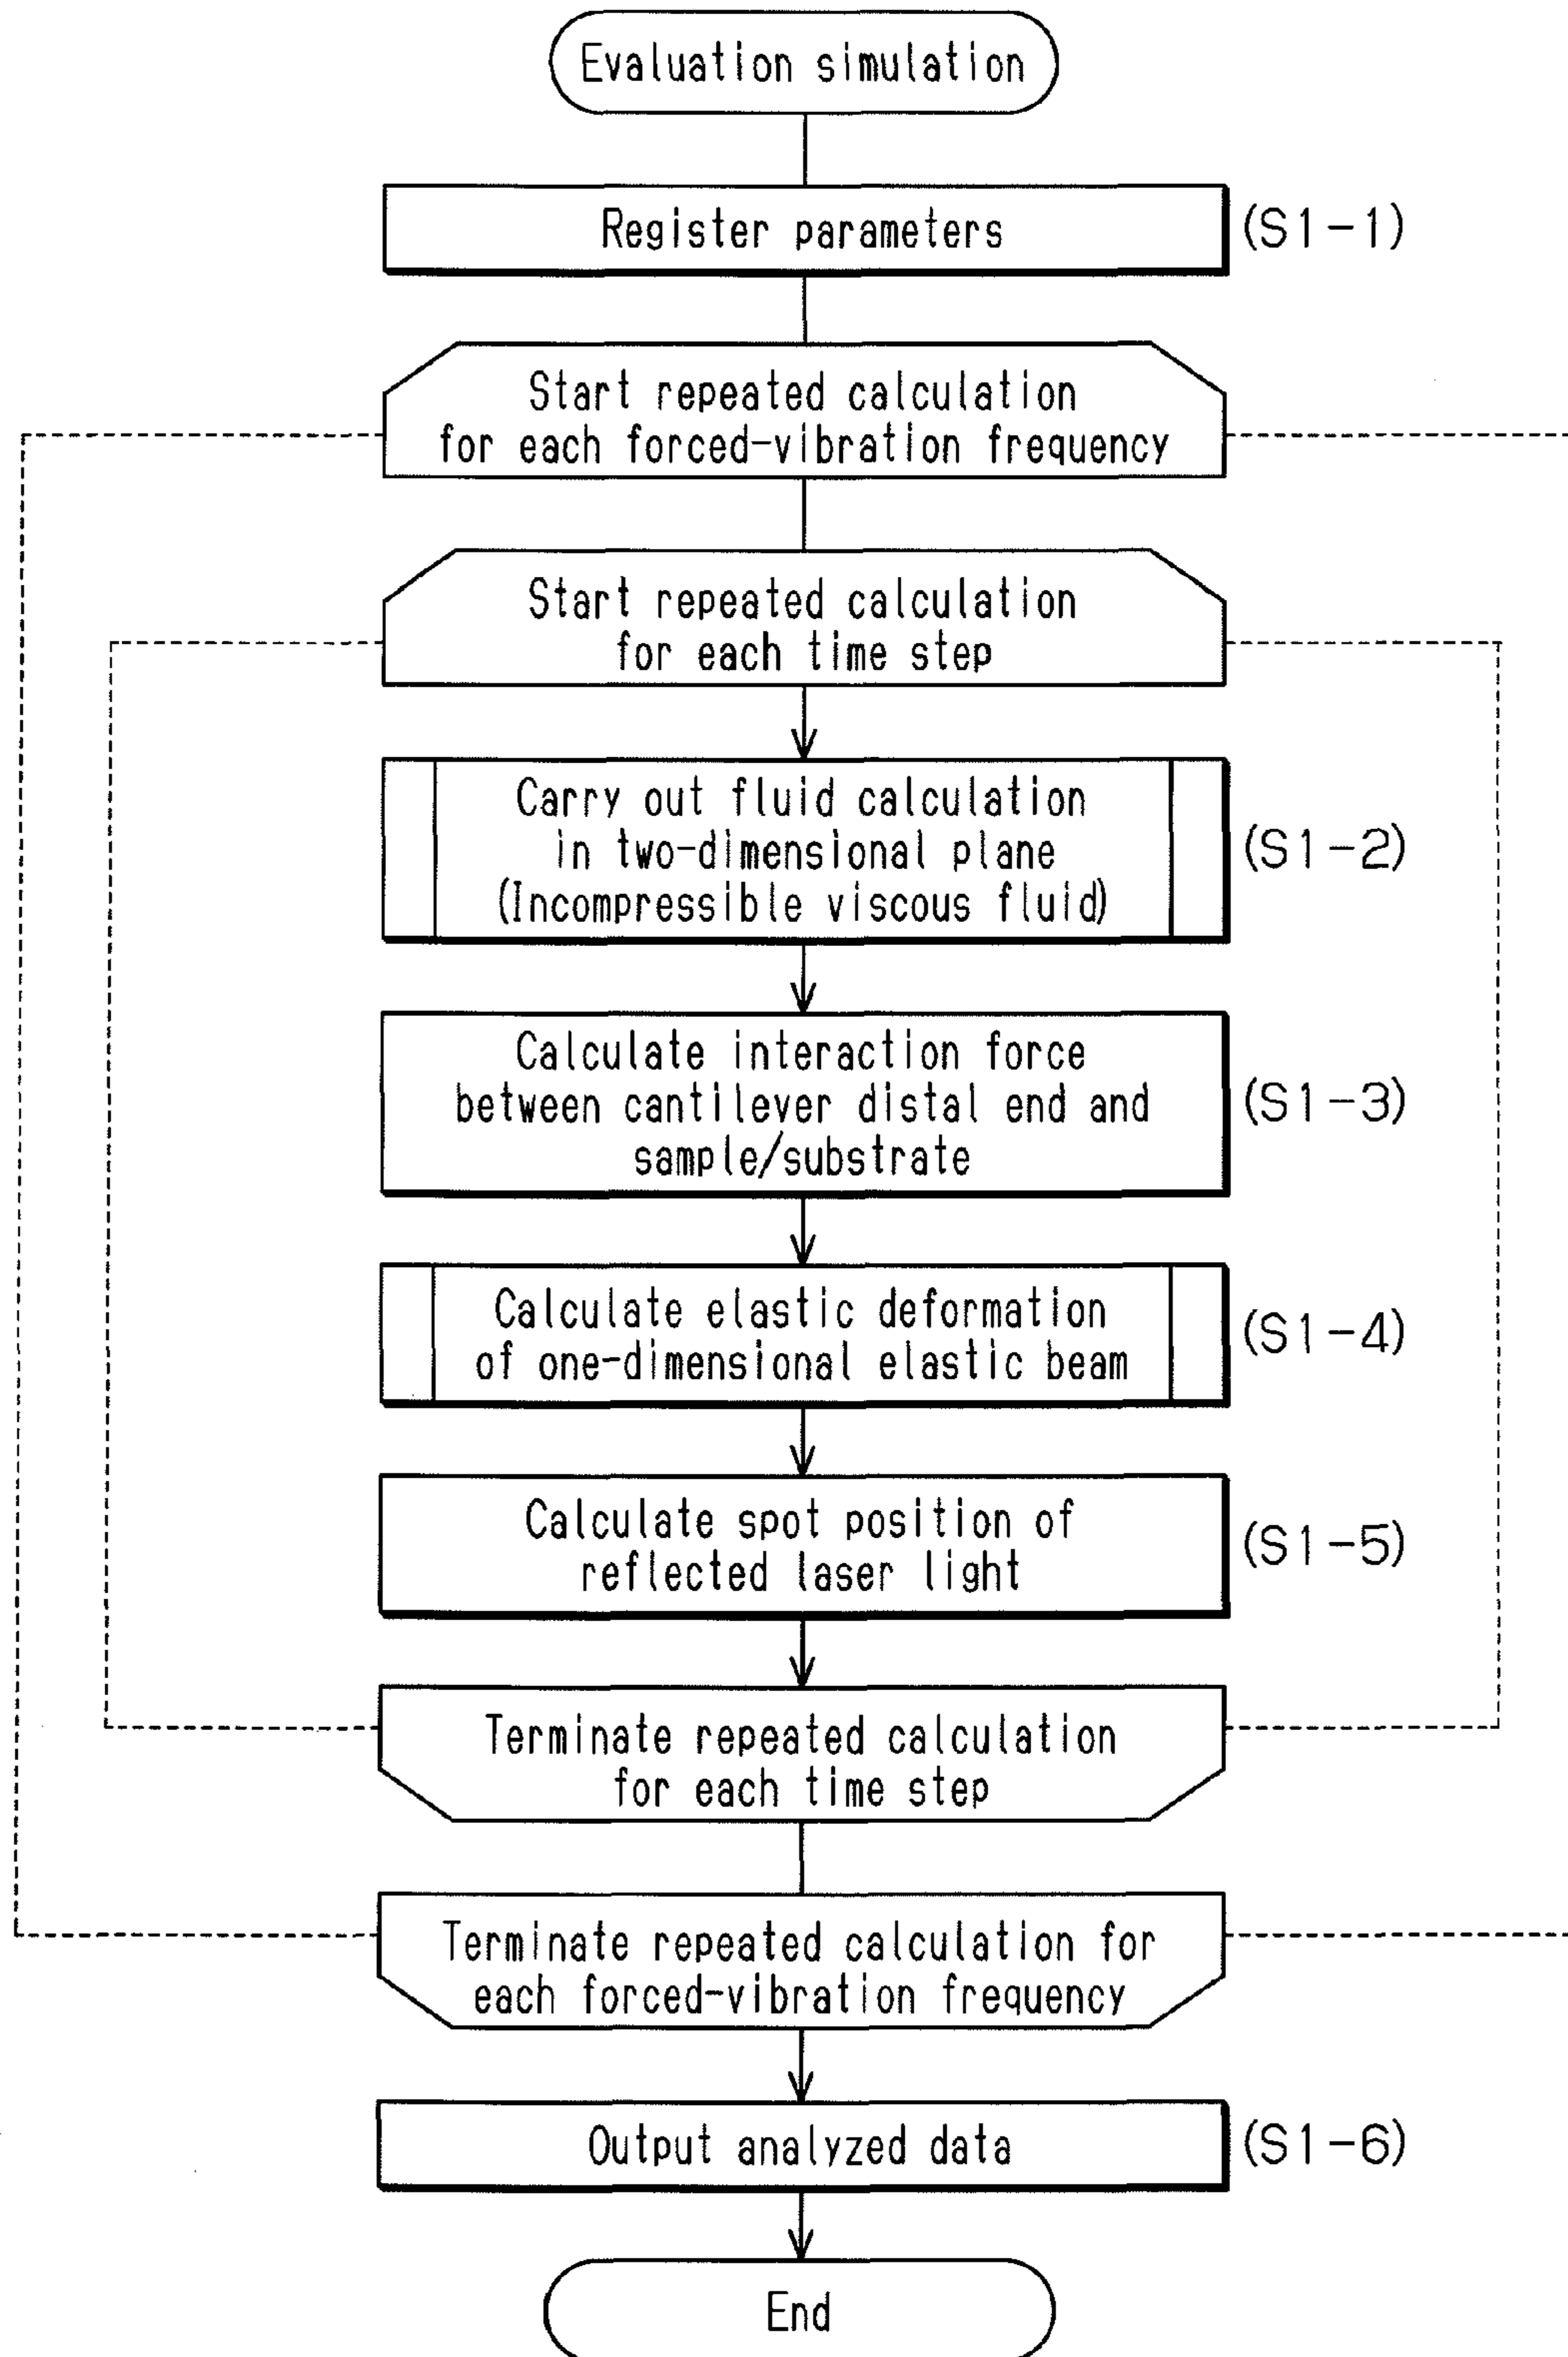 Evaluation simulation
Register parameters
(S1-1)
Start repeated calculation
for each forced-vibration frequency
Start repeated calculation
for each time step
Carry out fluid calculation
in two-dimensional plane
(Incompressible viscous fluid)
(S1-2)
Calculate interaction force
between cantilever distal end and
sample/substrate
(S1-3)
Calculate elastic deformation
of one-dimensional elastic beam
(S1-4)
Calculate spot position of
reflected laser light
(S1-5)
Terminate repeated calculation
for each time step
Terminate repeated calculation for
each forced-vibration frequency
Output analyzed data
(S1-6)
End